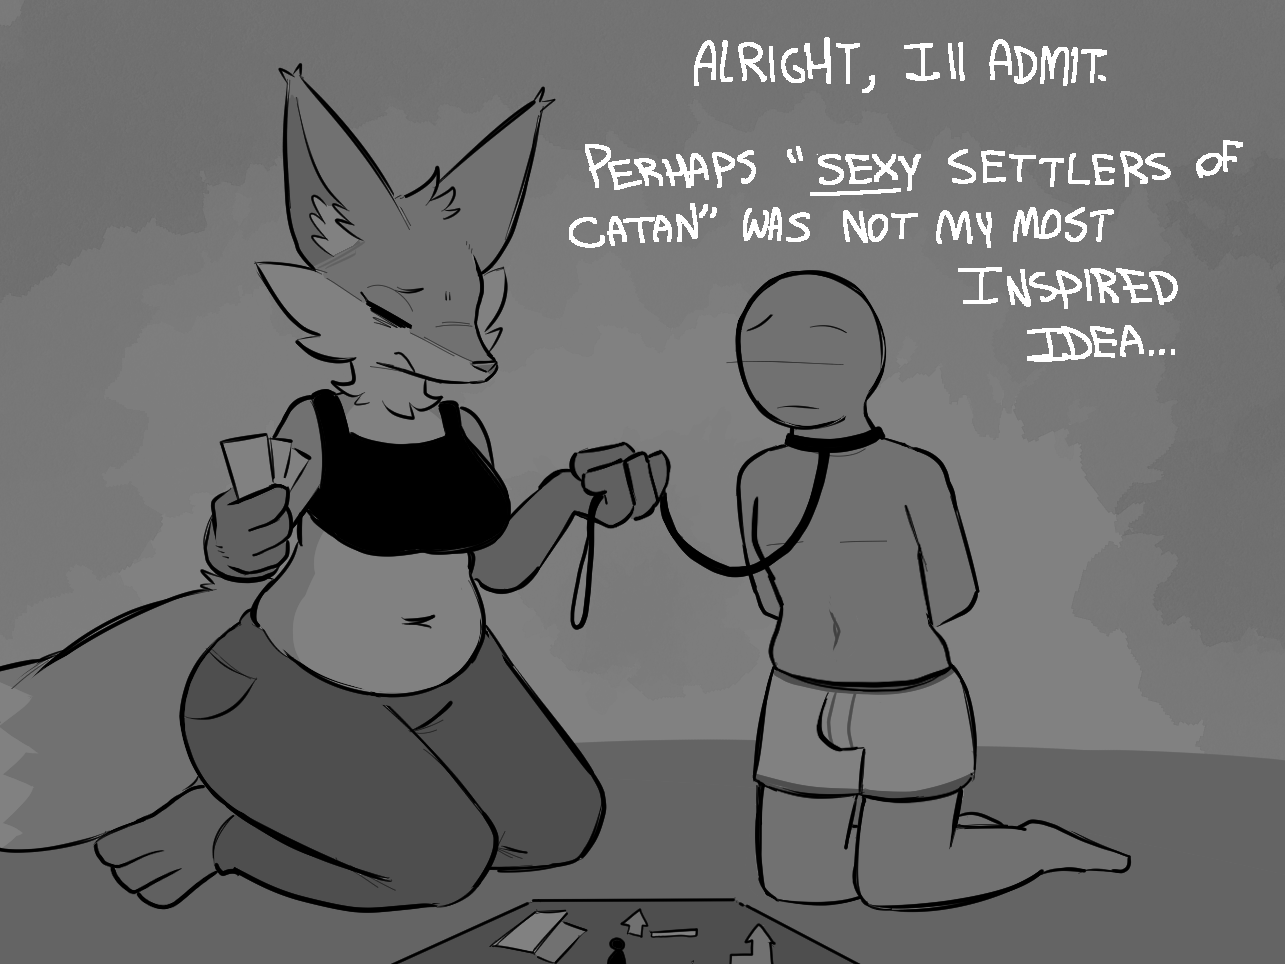 ALRIGHT, I'll ADMIT.
PERHAPS "SEXY SETTLERS OF
CATAN" WAS NOT MY MOST
INSPIRED
IDEA...